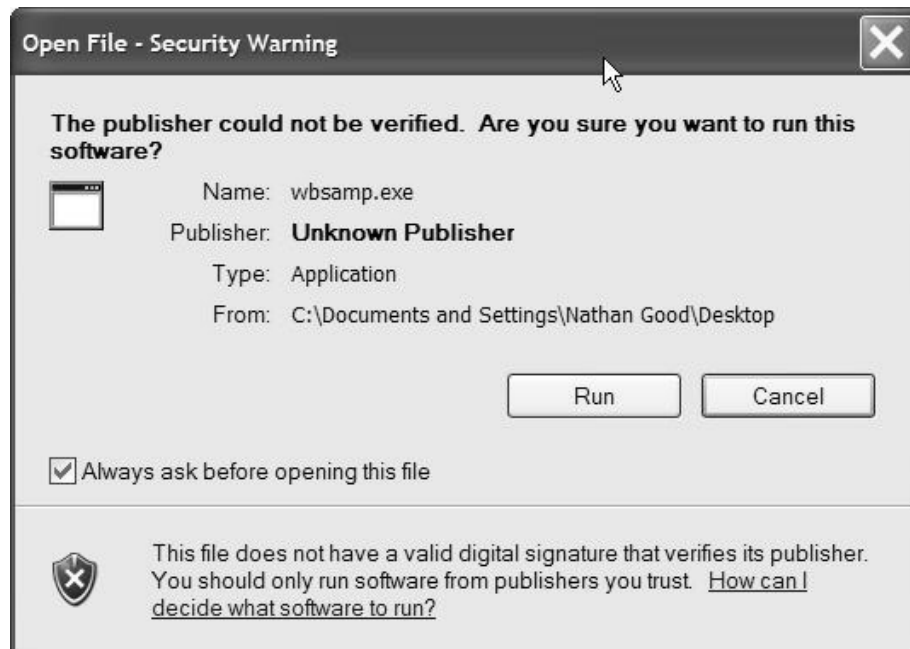 Open File - Security Warning
The publisher could not be verified. Are you sure you want to run this
software?
Name: wbsamp.exe
Publisher: Unknown Publisher
Type: Application
From: C:\Documents and Settings\Nathan Good\Desktop
Run Cancel
Always ask before opening this file
This file does not have a valid digital signature that verifies its publisher.
You should only run software from publishers you trust. How can I
decide what software to run?